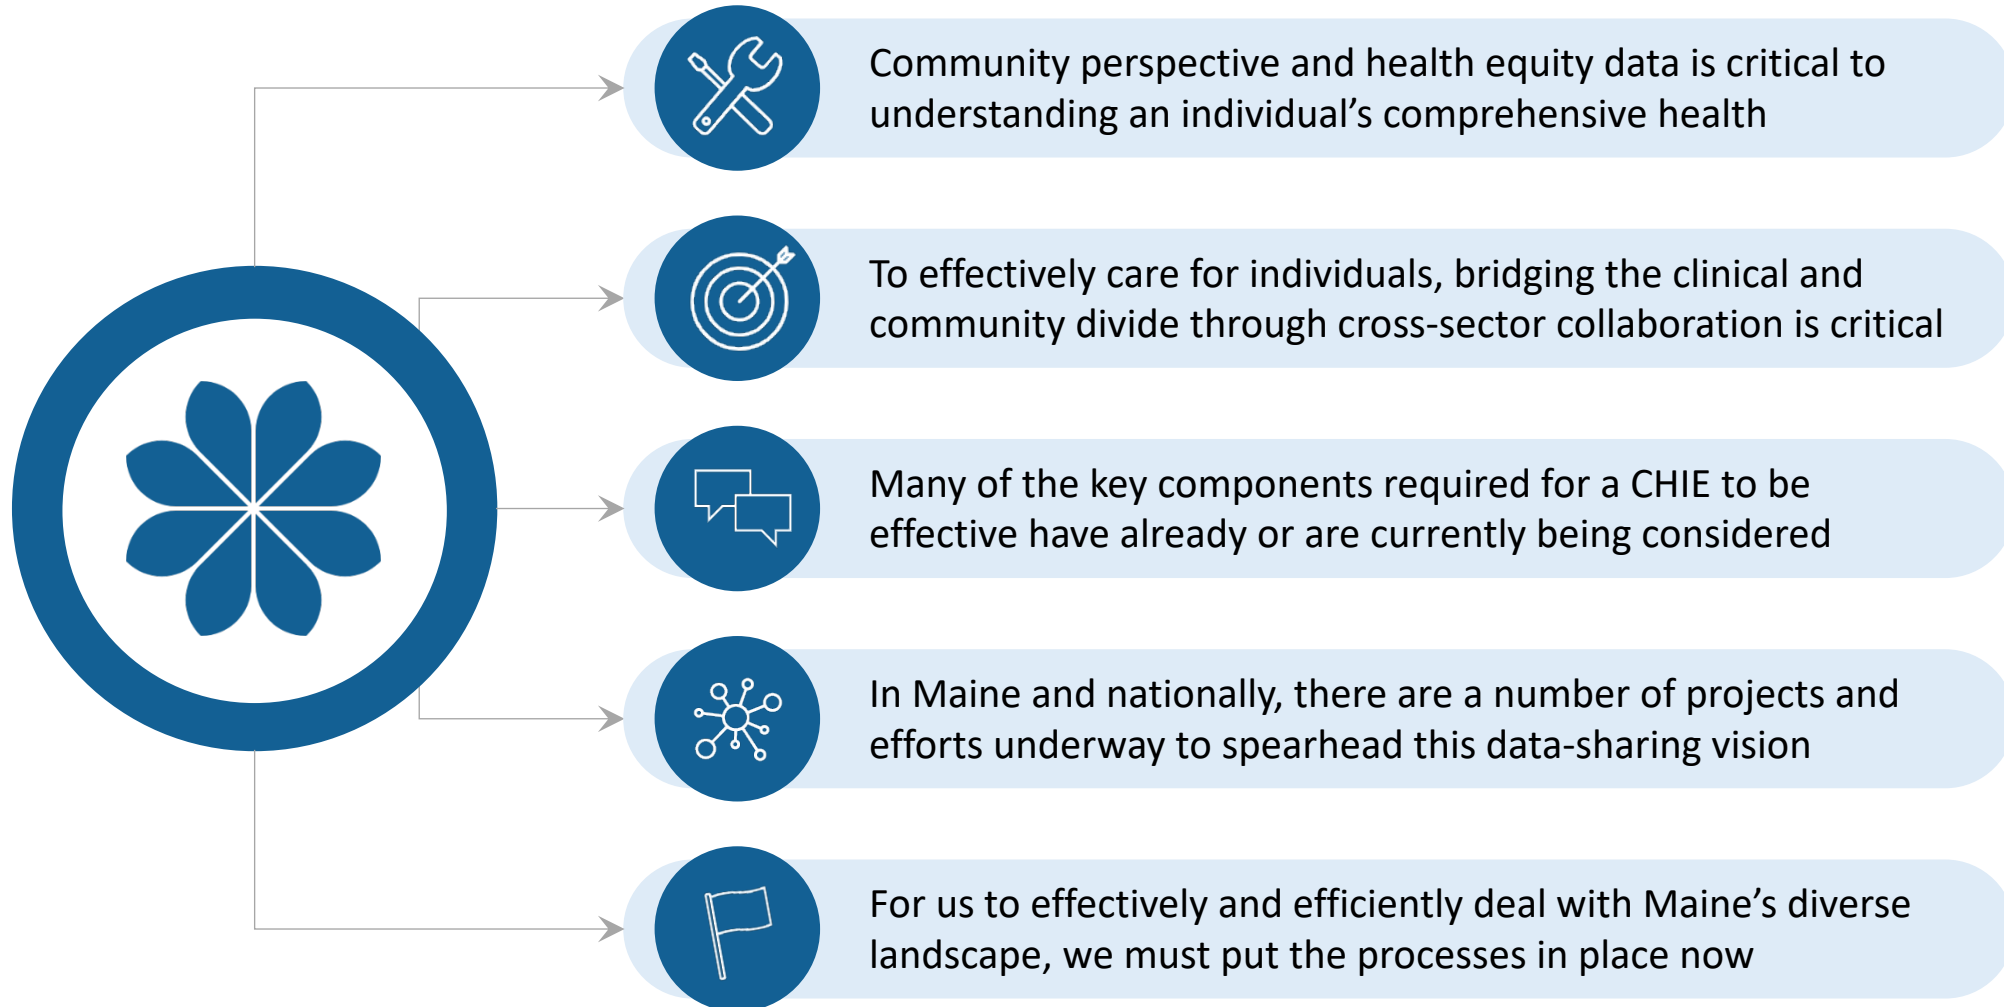 Community perspective and health equity data is critical to
understanding an individual’s comprehensive health
To effectively care for individuals, bridging the clinical and
community divide through cross-sector collaboration is critical
Many of the key components required for a CHIE to be
effective have already or are currently being considered
In Maine and nationally, there are a number of projects and
efforts underway to spearhead this data-sharing vision
For us to effectively and efficiently deal with Maine’s diverse
landscape, we must put the processes in place now